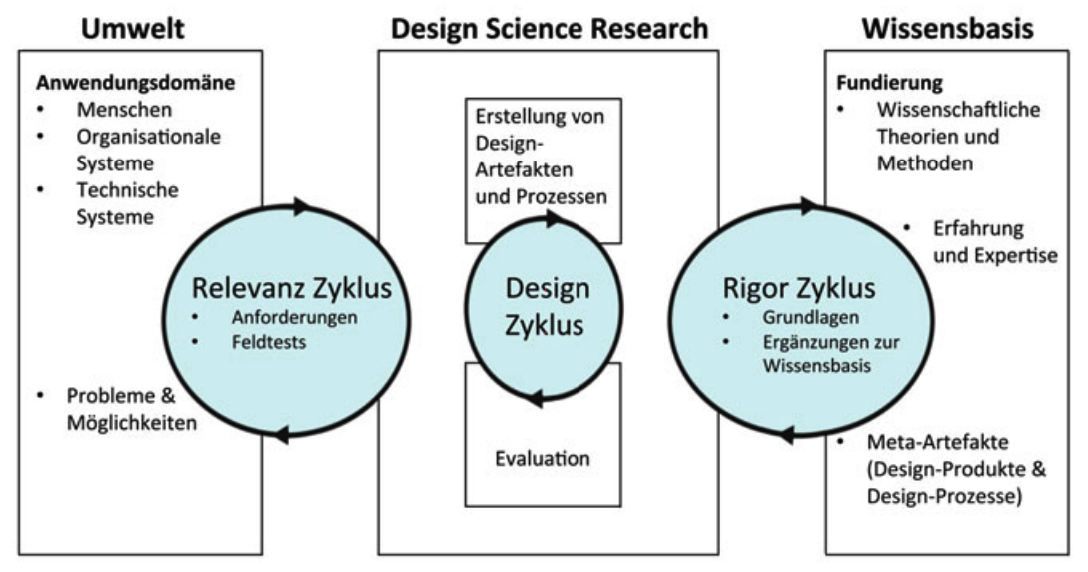 Umwelt
Anwendungsdomäne
• Menschen
• Organisationale
Systeme
• Technische
Systeme
Relevanz Zyklus
• Anforderungen
• Feldtests
• Probleme &
Möglichkeiten
Design Science Research
Erstellung von
Design-
Artefakten
und Prozessen
Design
Zyklus
Evaluation
Wissensbasis
Fundierung
• Wissenschaftliche
Theorien und
Methoden
• Erfahrung
und Expertise
Rigor Zyklus
• Grundlagen
• Ergänzungen zur
Wissensbasis
• Meta-Artefakte
(Design-Produkte &
Design-Prozesse)